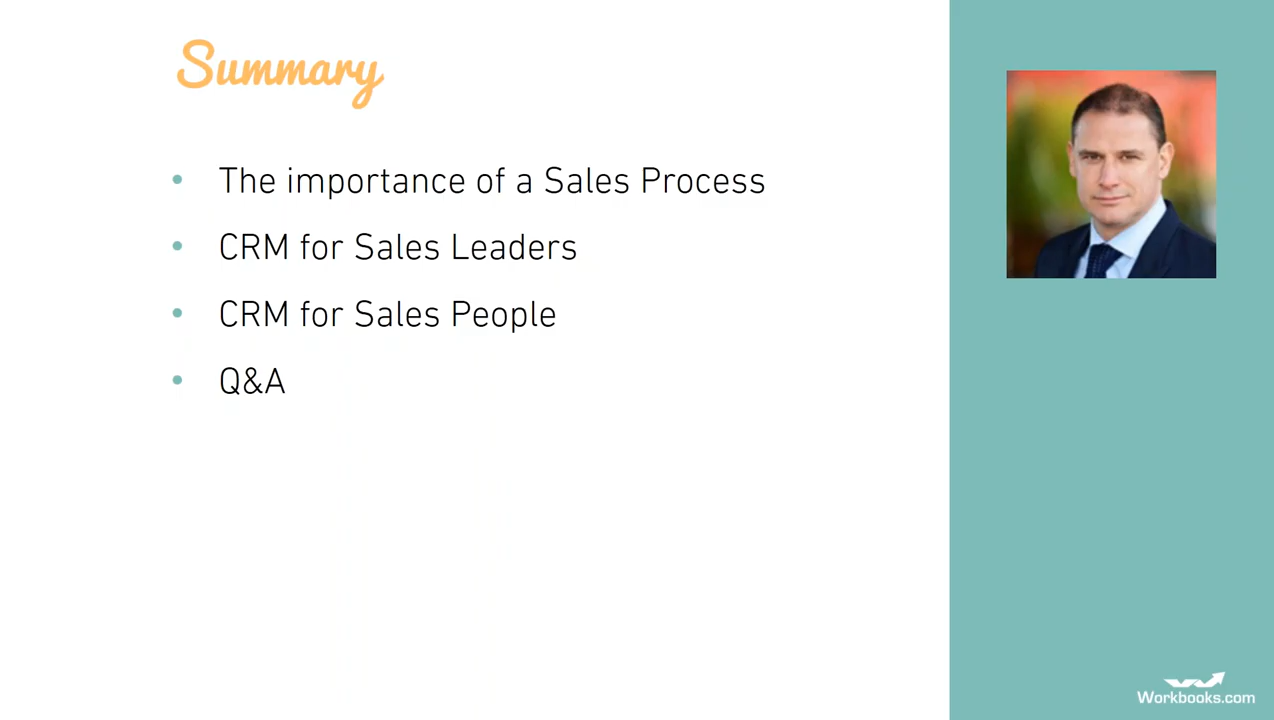 Summary
• The importance of a Sales Process
• CRM for Sales Leaders
• CRM for Sales People
• Q&A
Workbooks.com